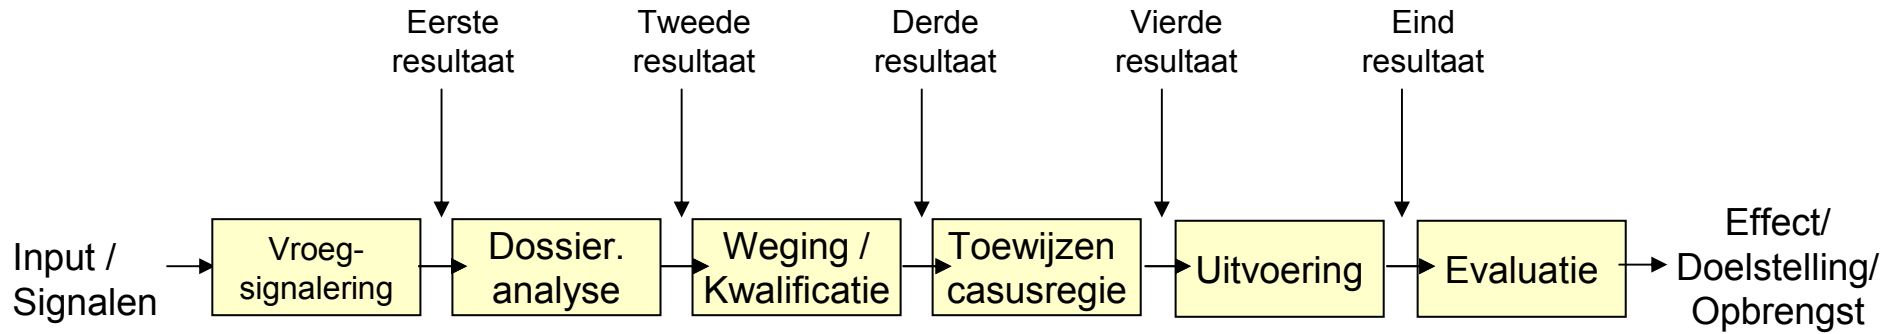 Eerste
resultaat
Tweede
resultaat
Derde
resultaat
Vierde
resultaat
Eind
resultaat
Input /
Signalen
Vroeg-
signalering
Dossier.
analyse
Weging /
Kwalificatie
Toewijzen
casusregie
Uitvoering
Evaluatie
Effect/
Doelstelling/
Opbrengst